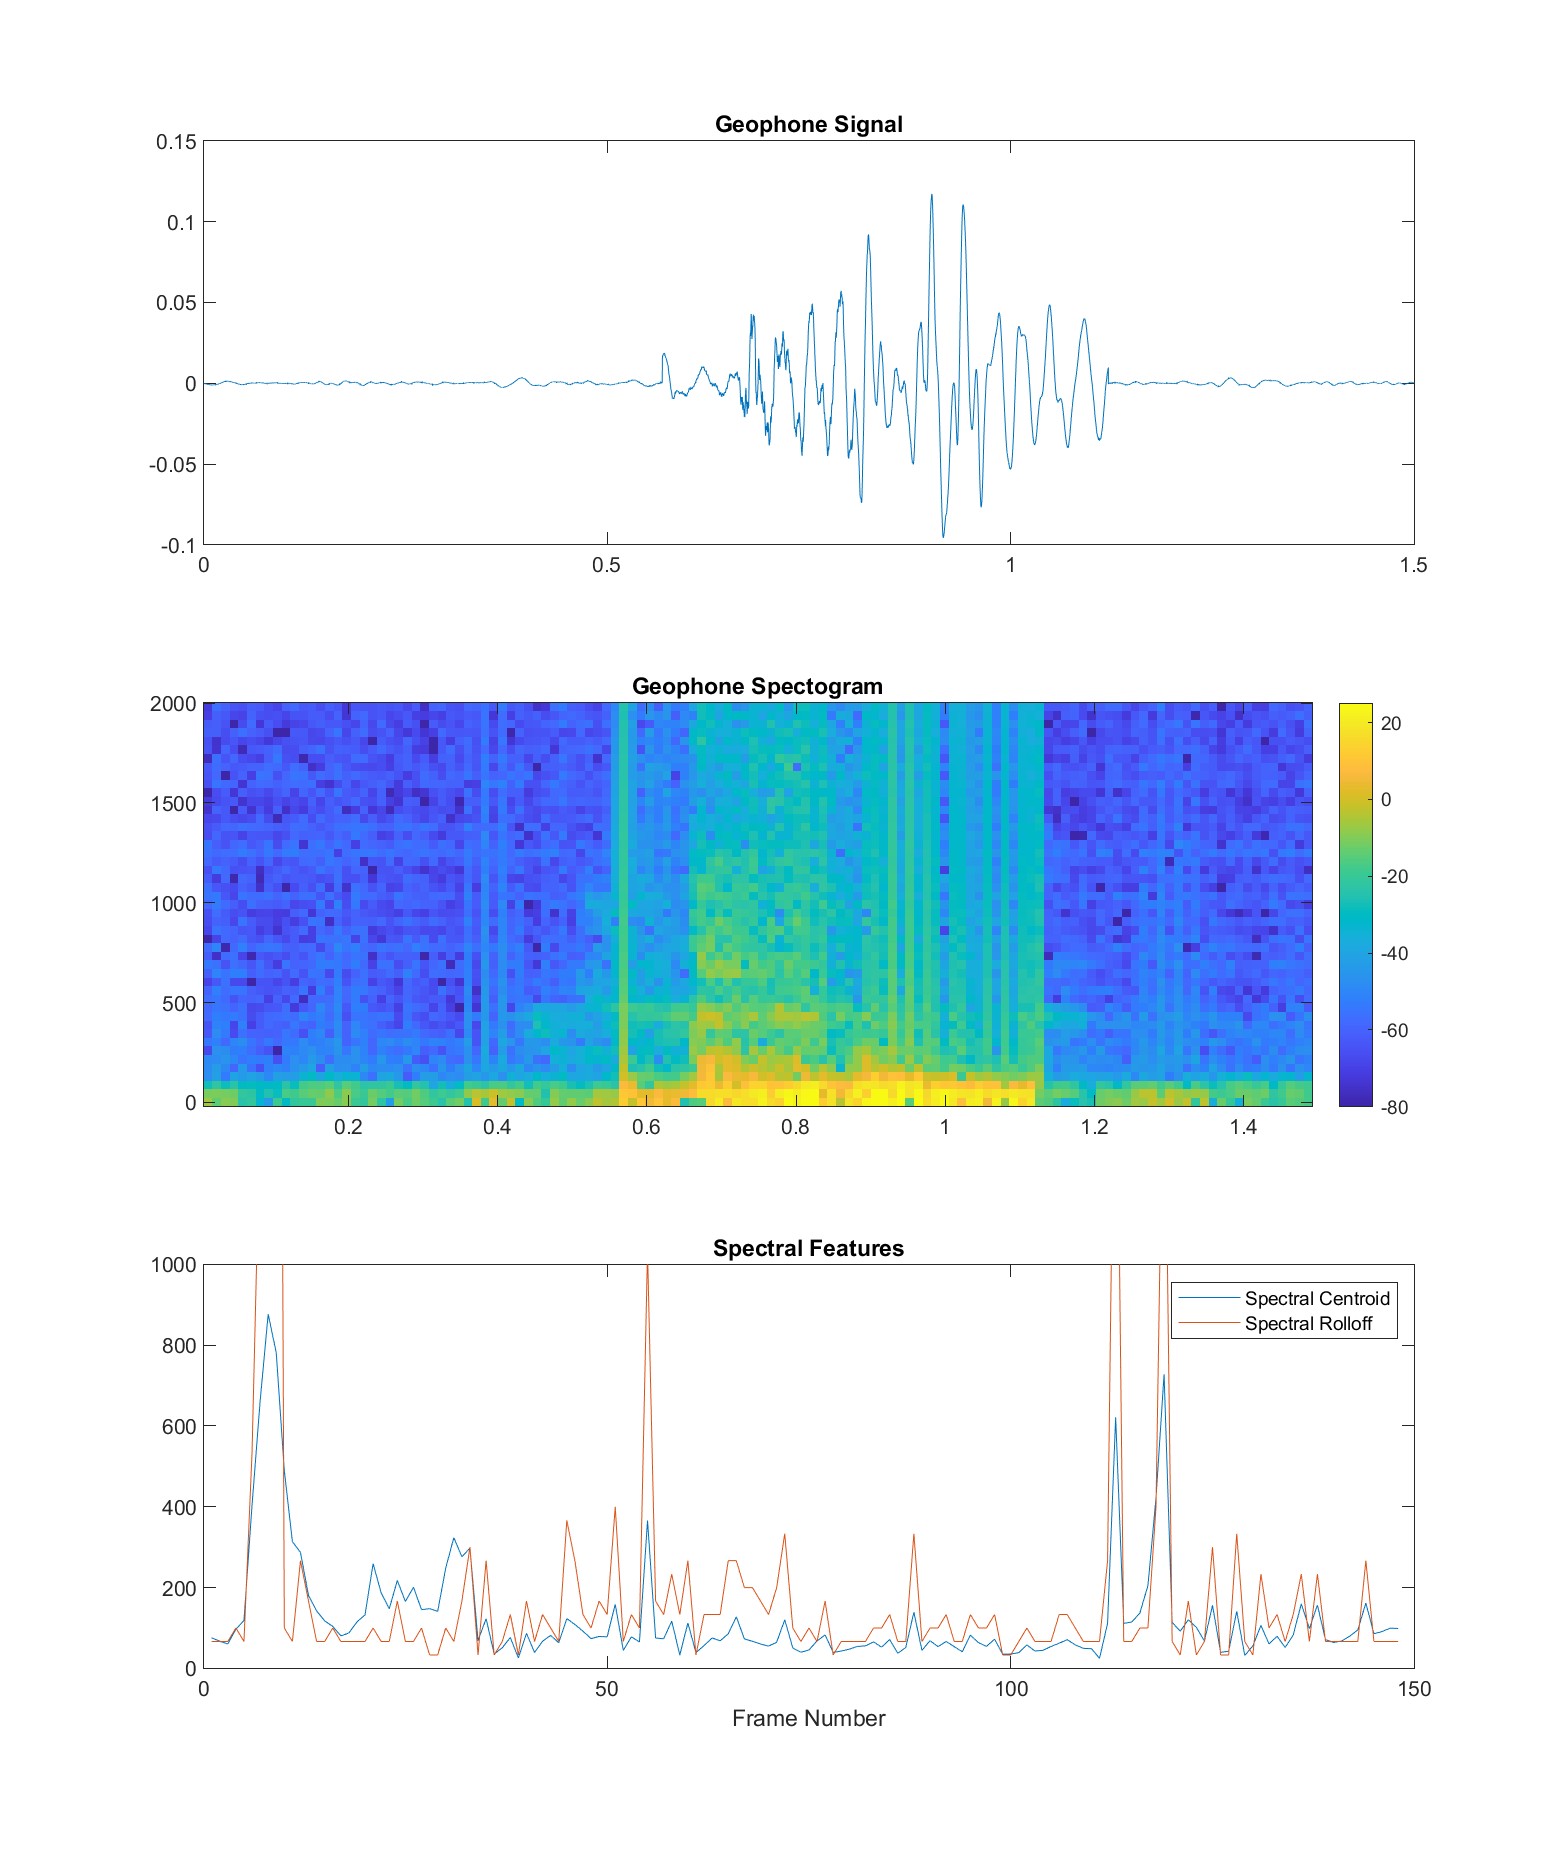 Geophone Signal
0.15
0.1
0.05
0
-0.05
-0.1
0 0.5 1 1.5
Geophone Spectogram
2000
1500
1000
500
0
0.2 0.4 0.6 0.8 1 1.2 1.4
20
0
-20
-40
-60
-80
Spectral Features
1000
800
600
400
200
0
Spectral Centroid
Spectral Rolloff
0 50 100 150
Frame Number